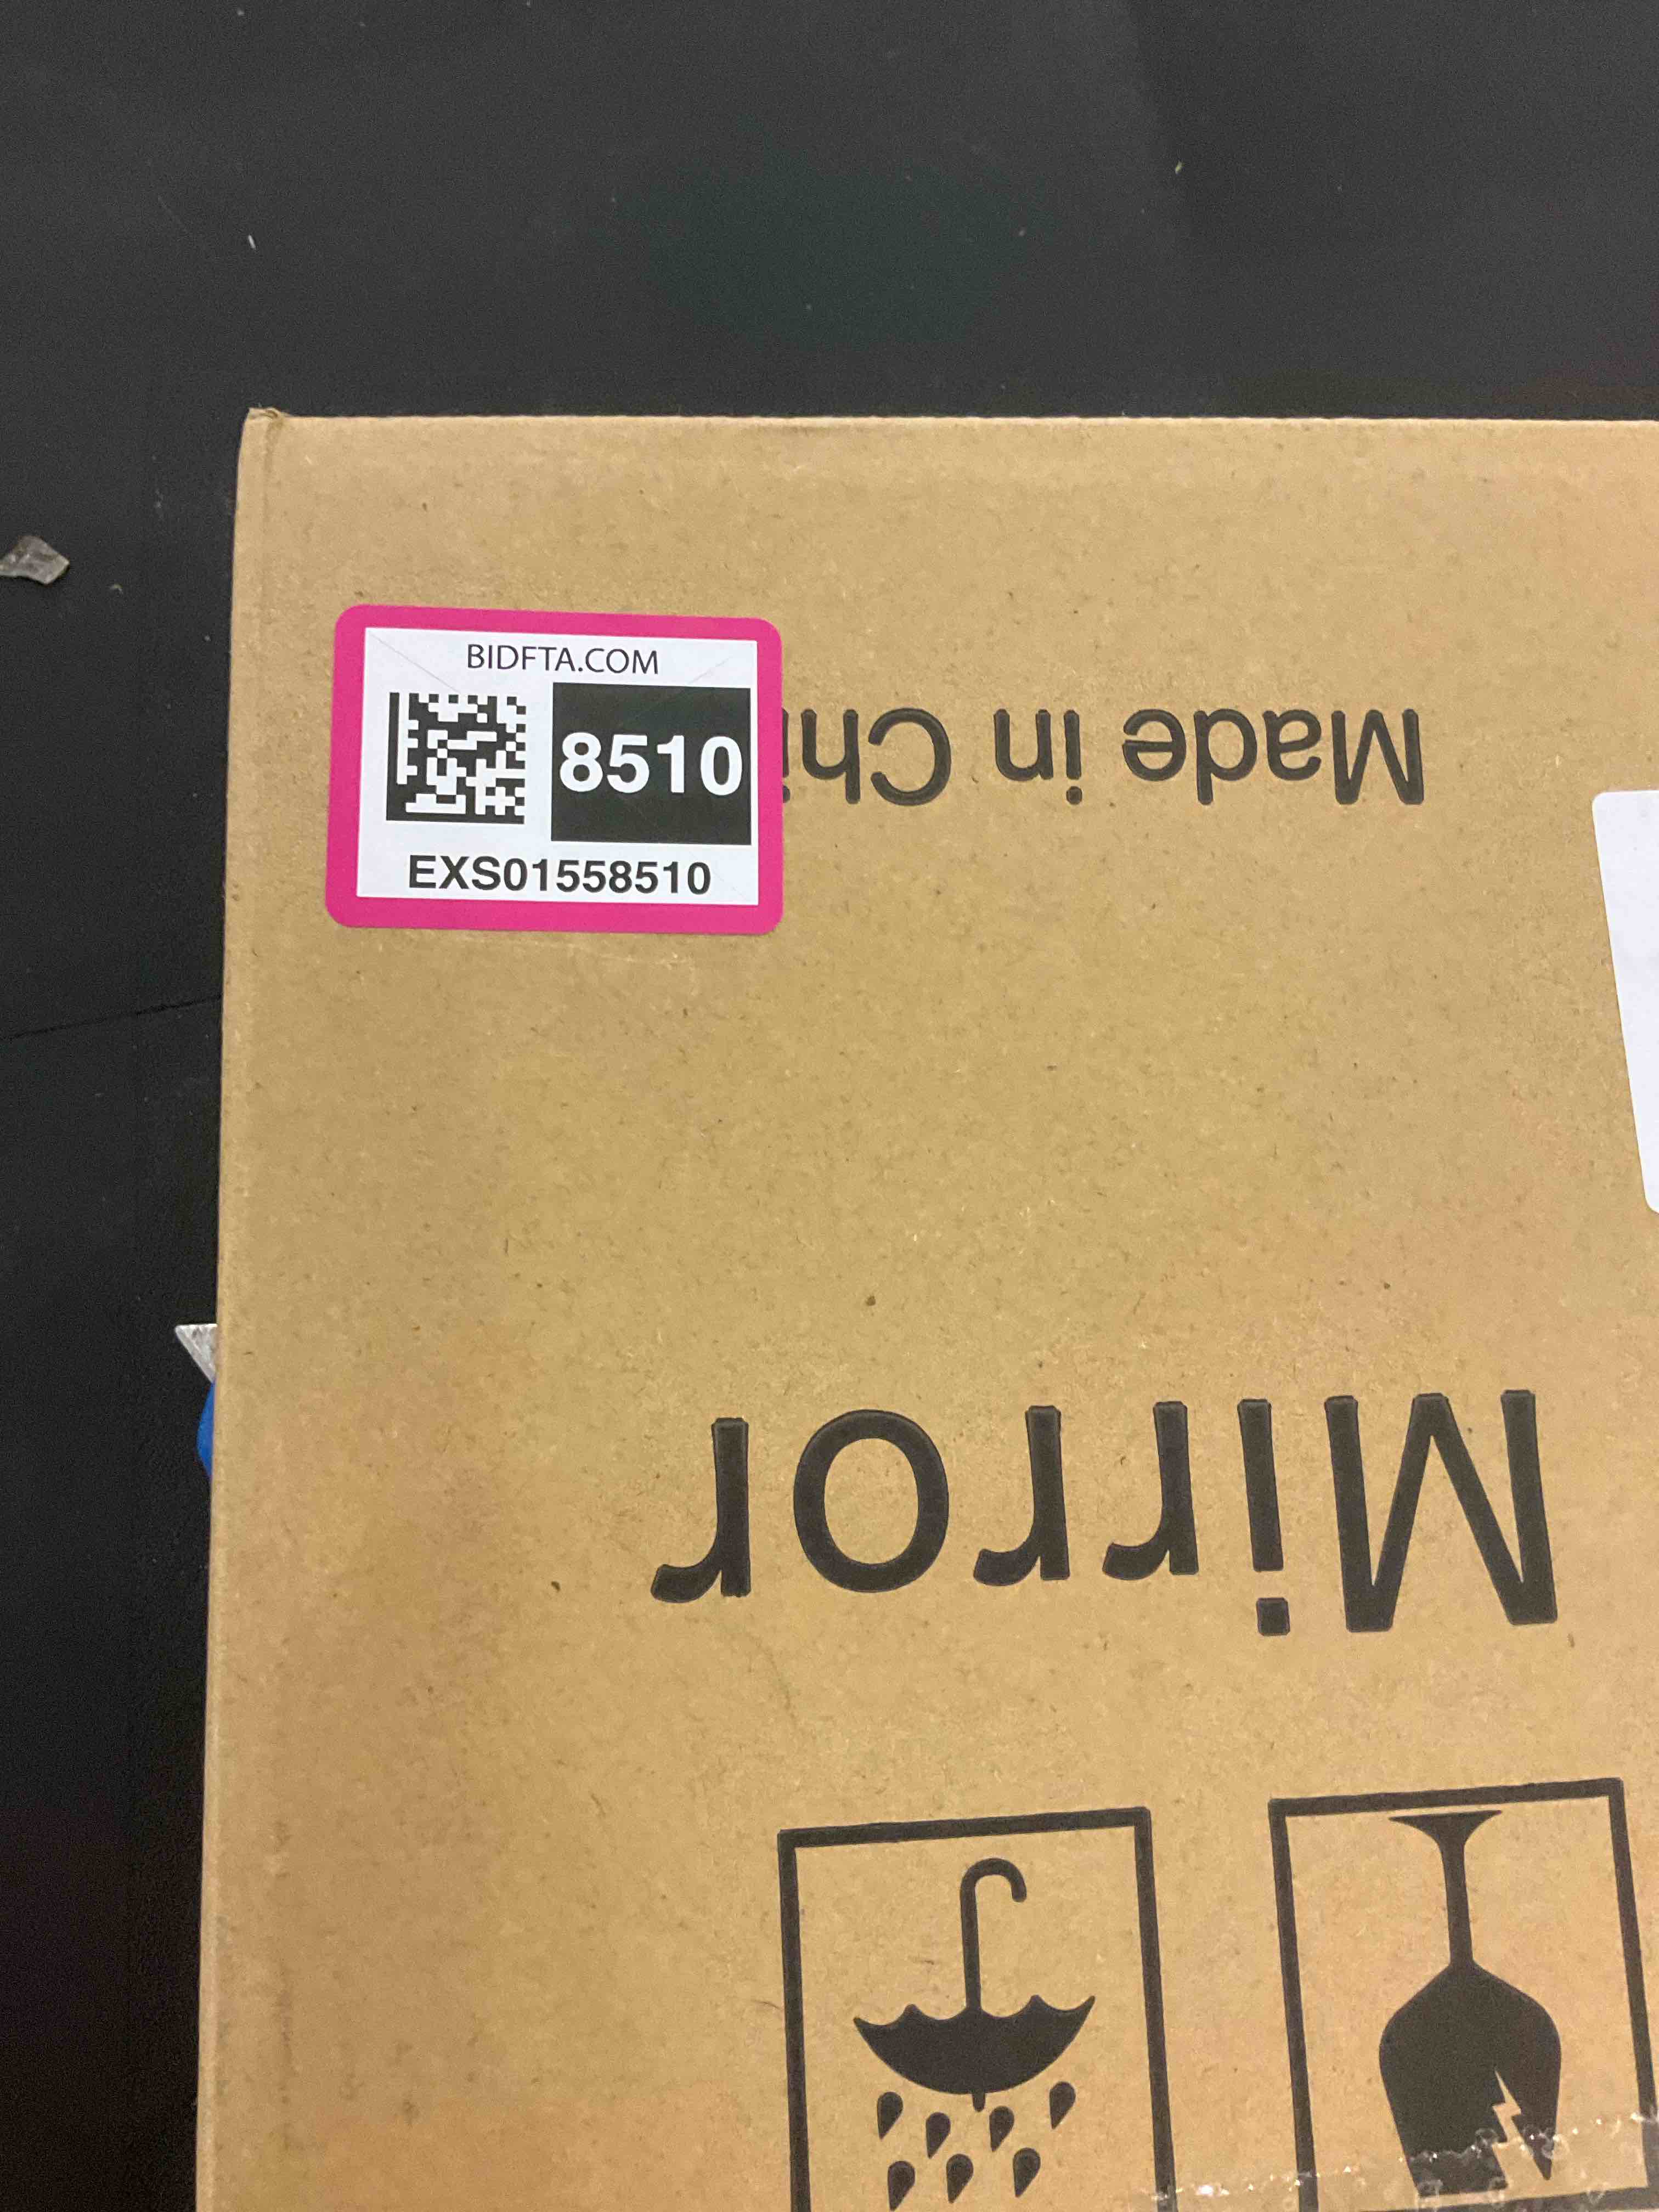 BIDFTA.COM
8510
EXS01558510
Made in Chi
Mirror